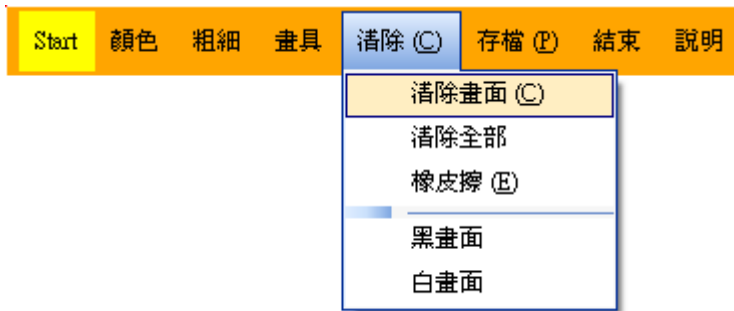 Start 顏色 粗細 畫具 清除 (C) 存檔 (P) 結束 說明
清除畫面 (C)
清除全部
橡皮擦 (E)
黑畫面
白畫面